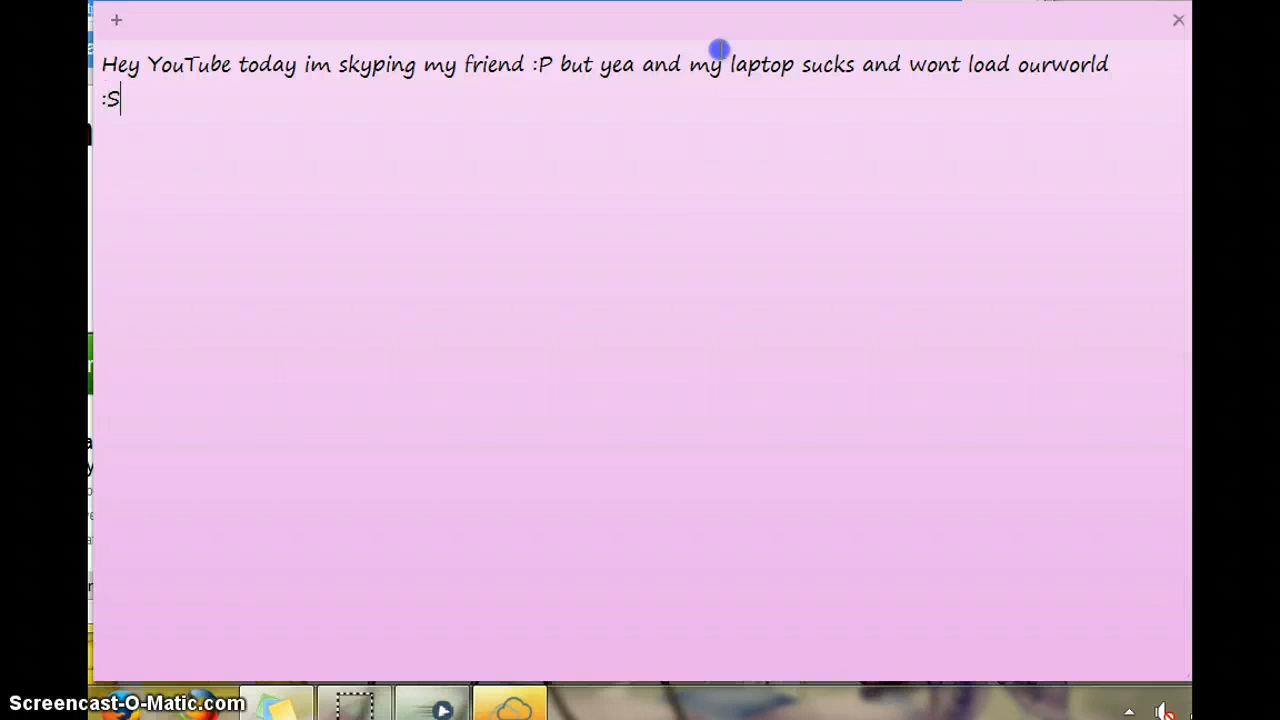 Hey YouTube today im skyping my friend :P but yea and my laptop sucks and wont load ourworld
:S
Screencast-O-Matic.com